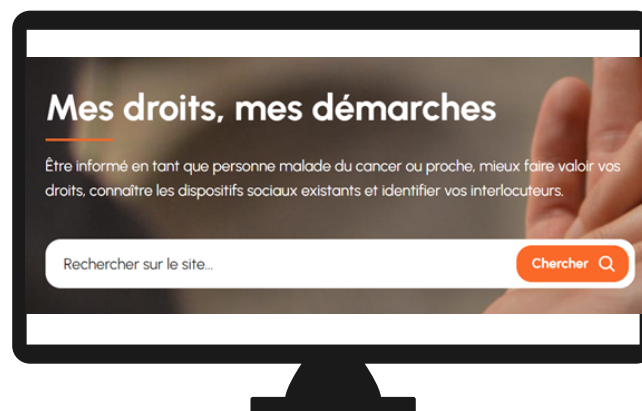 Mes droits, mes démarches
Être informé en tant que personne malade du cancer ou proche, mieux faire valoir vos
droits, connaître les dispositifs sociaux existants et identifier vos interlocuteurs.
Rechercher sur le site...
Chercher